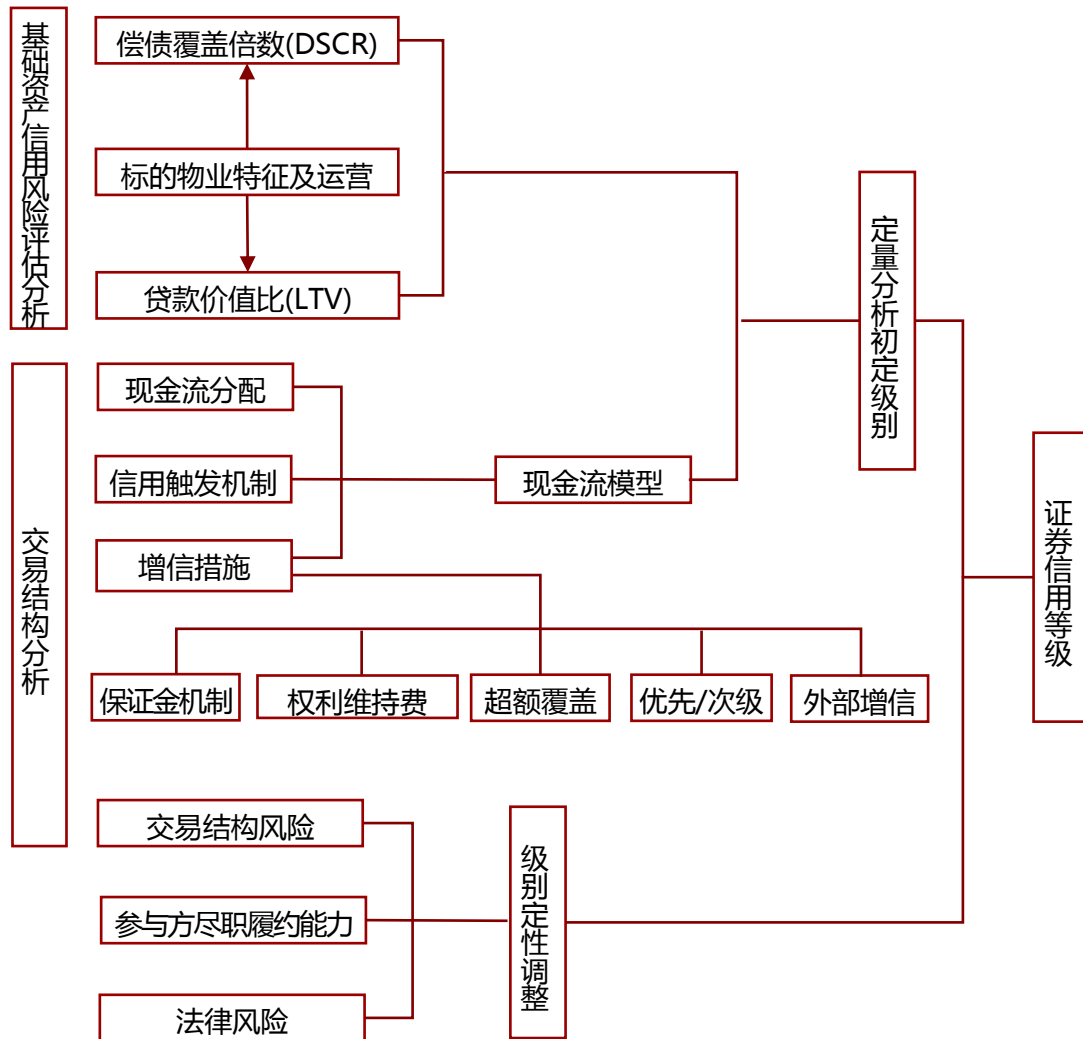 基础资产信用风险评估分析
偿债覆盖倍数(DSCR)
标的物业特征及运营
贷款价值比(LTV)
定量分析初定级别
交易结构分析
现金流分配
信用触发机制
现金流模型
增信措施
证券信用等级
保证金机制
权利维持费
超额覆盖
优先/次级
外部增信
交易结构风险
级别定性调整
参与方尽职履约能力
法律风险